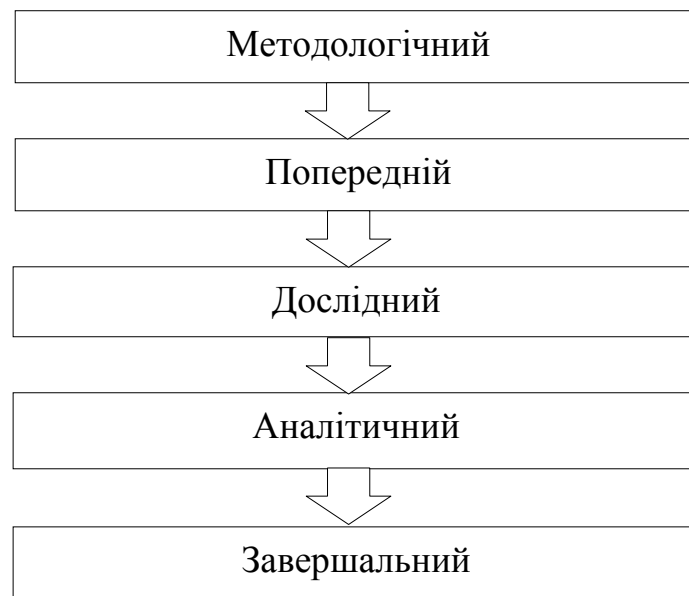 Методологічний
Попередній
Дослідний
Аналітичний
Завершальний